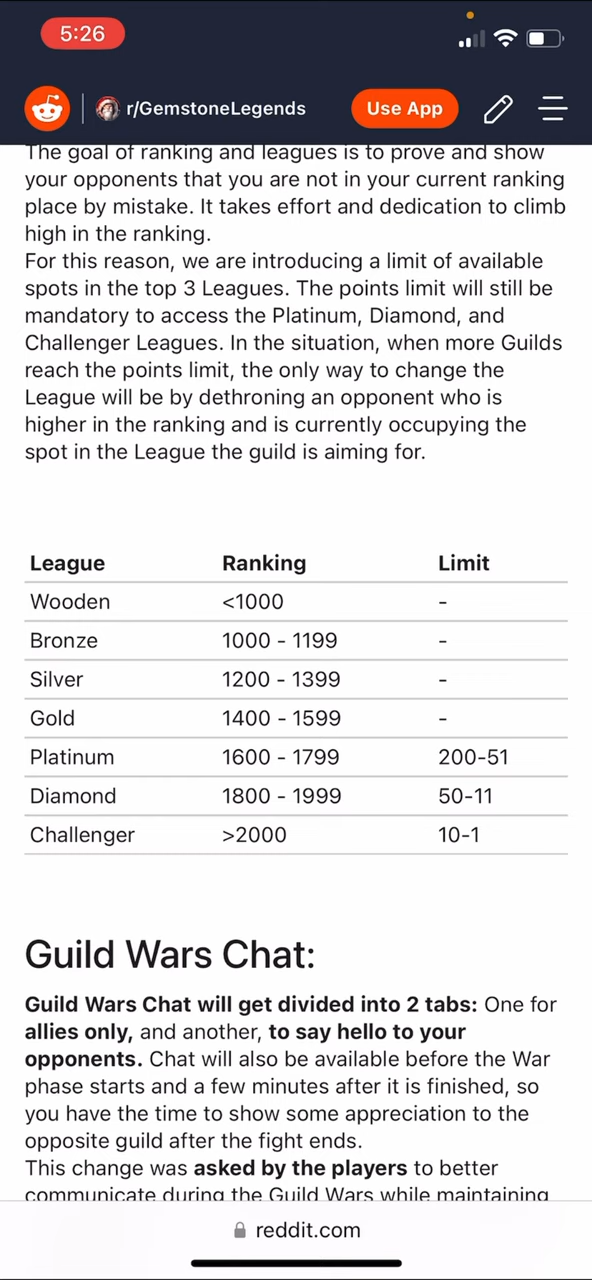 5:26
r/GemstoneLegends
Use App
The goal of ranking and leagues is to prove and show
your opponents that you are not in your current ranking
place by mistake. It takes effort and dedication to climb
high in the ranking.
For this reason, we are introducing a limit of available
spots in the top 3 Leagues. The points limit will still be
mandatory to access the Platinum, Diamond, and
Challenger Leagues. In the situation, when more Guilds
reach the points limit, the only way to change the
League will be by dethroning an opponent who is
higher in the ranking and is currently occupying the
spot in the League the guild is aiming for.
League Ranking Limit
Wooden <1000 -
Bronze 1000 - 1199 -
Silver 1200 - 1399 -
Gold 1400 - 1599 -
Platinum 1600 - 1799 200-51
Diamond 1800 - 1999 50-11
Challenger >2000 10-1
Guild Wars Chat:
Guild Wars Chat will get divided into 2 tabs: One for
allies only, and another, to say hello to your
opponents. Chat will also be available before the War
phase starts and a few minutes after it is finished, so
you have the time to show some appreciation to the
opposite guild after the fight ends.
This change was asked by the players to better
communicate during the Guild Wars while maintaining
reddit.com